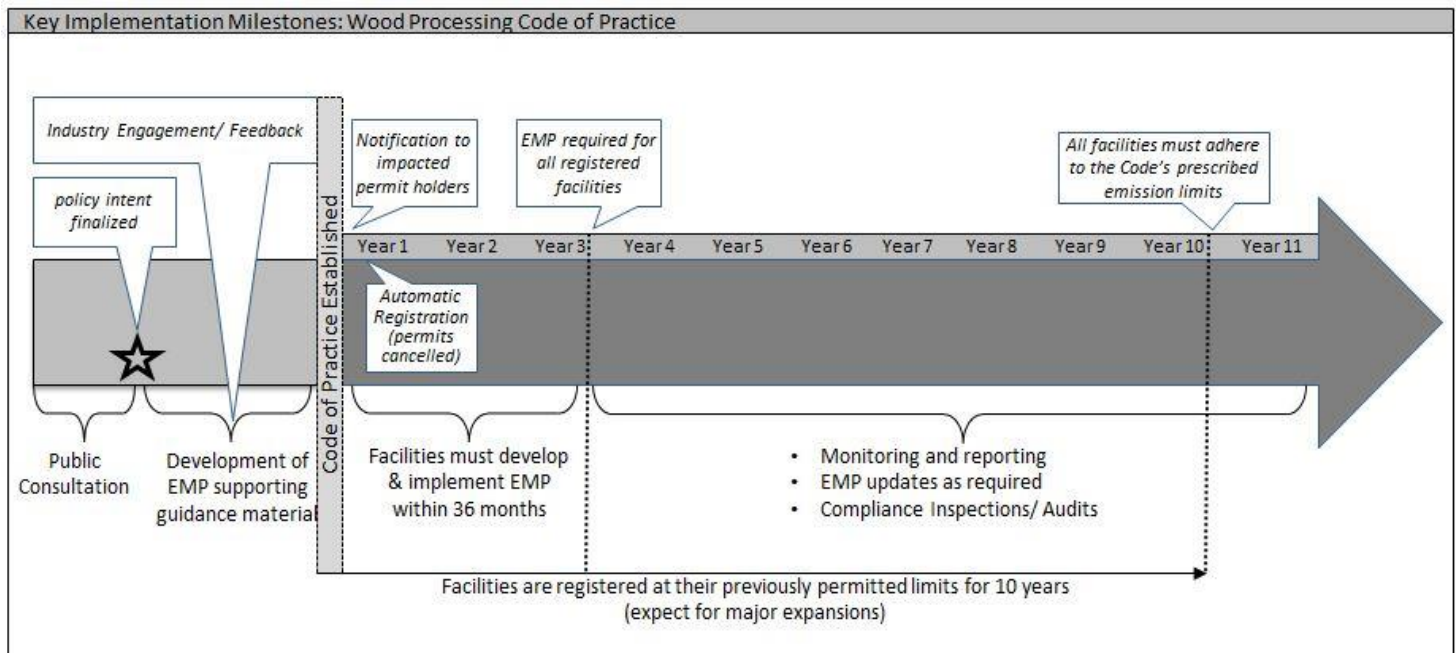 Key Implementation Milestones: Wood Processing Code of Practice
Industry Engagement/ Feedback
policy intent
finalized
Code of Practice Established
Notification to
impacted
permit holders
EMP required for
all registered
facilities
All facilities must adhere
to the Code's prescribed
emission limits
Year 1 Year 2 Year 3 Year 4 Year 5 Year 6 Year 7 Year 8 Year 9 Year 10 Year 11
Automatic
Registration
(permits
cancelled)
Public
Consultation
Development of
EMP supporting
guidance material
Facilities must develop
& implement EMP
within 36 months
• Monitoring and reporting
• EMP updates as required
• Compliance Inspections/ Audits
Facilities are registered at their previously permitted limits for 10 years
(expect for major expansions)